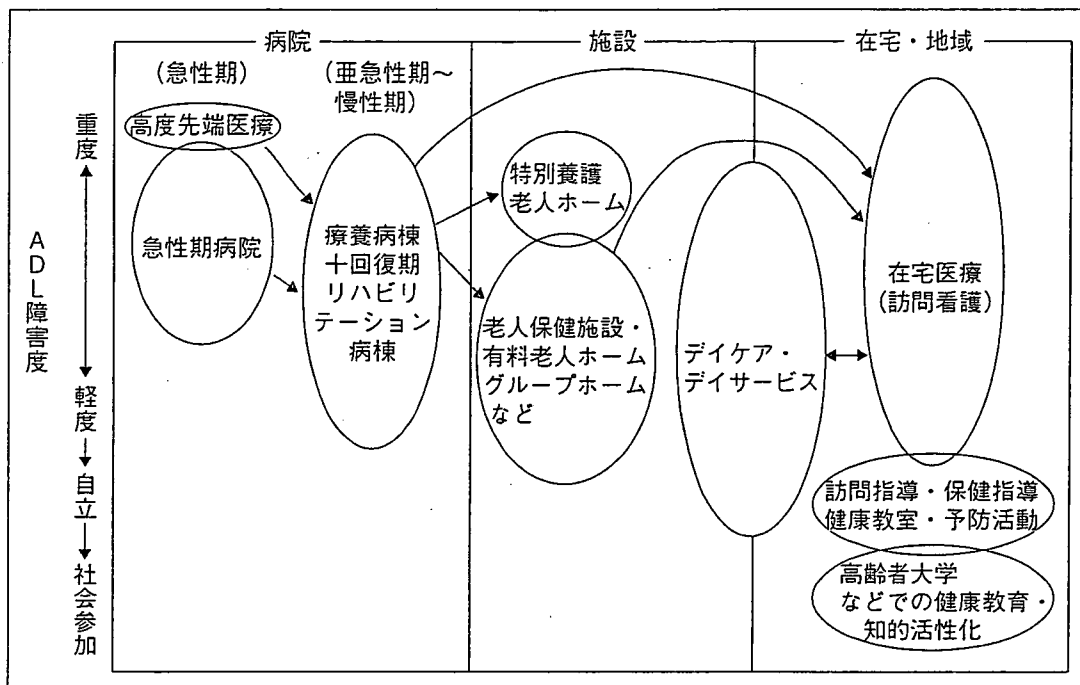 病院
施設
在宅・地域
(急性期)
(亜急性期～
慢性期)
高度先端医療
急性期病院
療養病棟
十回復期
リハビリ
テーション
病棟
特別養護
老人ホーム
老人保健施設・
有料老人ホーム
グループホーム
など
デイケア・
デイサービス
在宅医療
(訪問看護)
訪問指導・保健指導
健康教室・予防活動
高齢者大学
などでの健康教育・
知的活性化
ADL障害度
重度
軽度
自立
社会参加